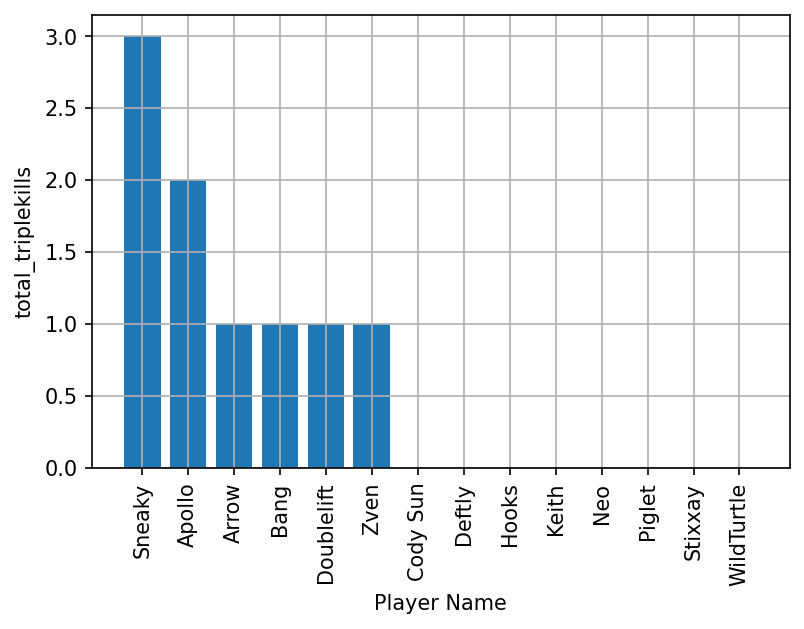 3.0
2.5
2.0
1.5
1.0
0.5
0.0
total_triplekills
Sneaky
Apollo
Arrow
Bang
Doublelift
Zven
Cody Sun
Deftly
Hooks
Keith
Neo
Piglet
Stixxay
WildTurtle
Player Name